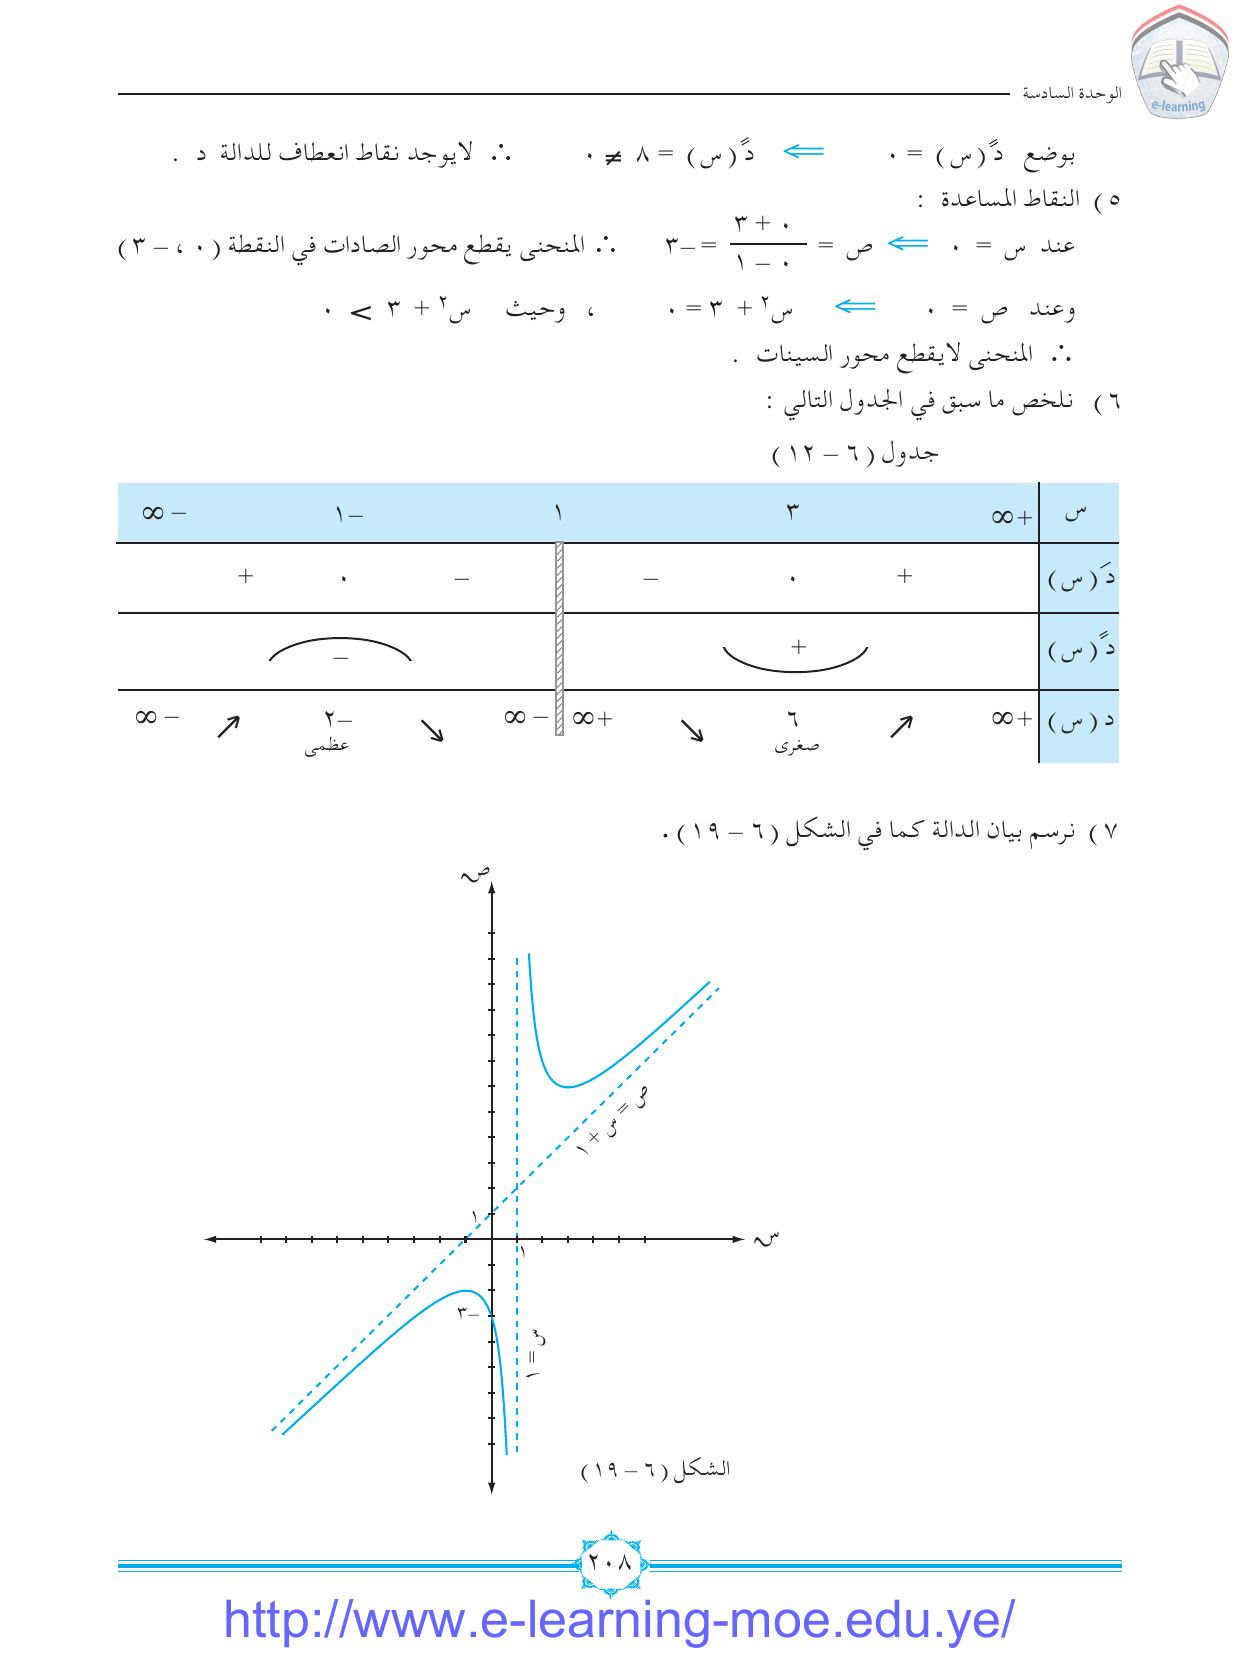 e-learning
الوحدة السادسة
بوضع دً(س) = ٠ ⇐ دً(س) = ٨ ≠ ٠ ∴ لايوجد نقاط انعطاف للدالة د .
٥) النقاط المساعدة :
عند س = ٠ ⇐ ص = (٠ + ٣)/(٠ – ١) = –٣ ∴ المنحنى يقطع محور الصادات في النقطة (٠ ، – ٣)
وعند ص = ٠ ⇐ س٢ + ٣ = ٠ ، وحيث س٢ + ٣ > ٠
∴ المنحنى لايقطع محور السينات .
٦) نلخص ما سبق في الجدول التالي :
جدول (٦ – ١٢)
س +∞ ٣ ١ –١ –∞
دَ(س) + ٠ – – ٠ +
دً(س) + –
د(س) +∞ ↗ ٦ ↘ +∞ –∞ ↘ –٢ ↗ –∞
صغرى عظمى
٧) نرسم بيان الدالة كما في الشكل (٦ – ١٩).
ص
ص = س + ١
١
س
١
–٣
س = ١
الشكل (٦ – ١٩)
٢٠٨
http://www.e-learning-moe.edu.ye/